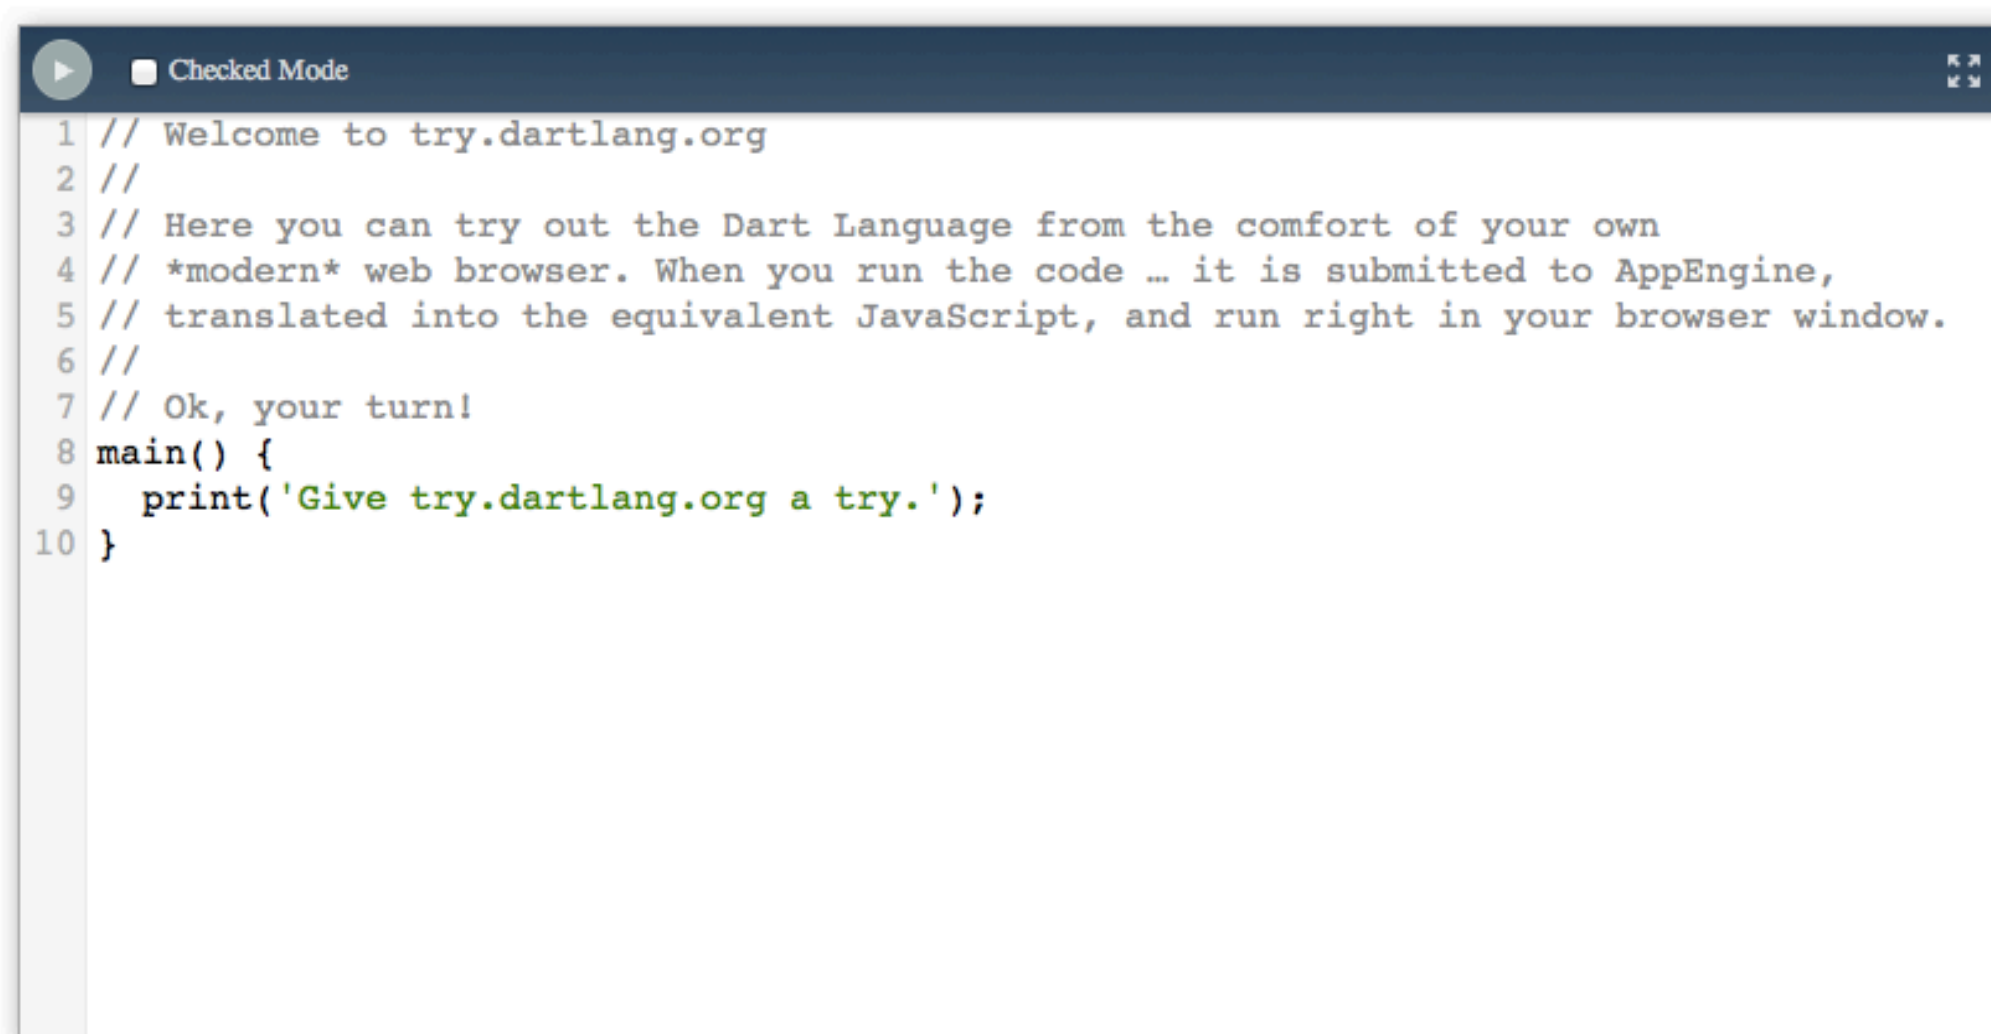 Checked Mode
1 // Welcome to try.dartlang.org
2 //
3 // Here you can try out the Dart Language from the comfort of your own
4 // *modern* web browser. When you run the code … it is submitted to AppEngine,
5 // translated into the equivalent JavaScript, and run right in your browser window.
6 //
7 // Ok, your turn!
8 main() {
9   print('Give try.dartlang.org a try.');
10 }